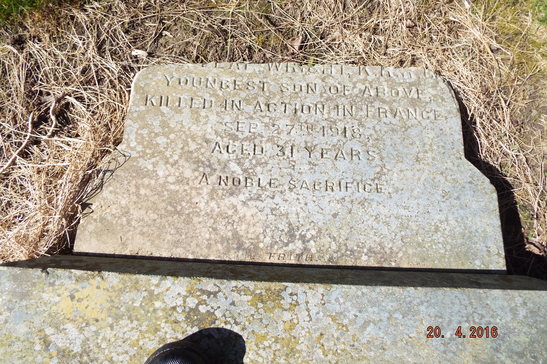 WRIGHT,
YOUNGEST SON OF ABOVE,
KILLED IN ACTION IN FRANCE
SEP. 27TH 1918,
AGED 31 YEARS.
A NOBLE SACRIFICE.
20. 4.2016